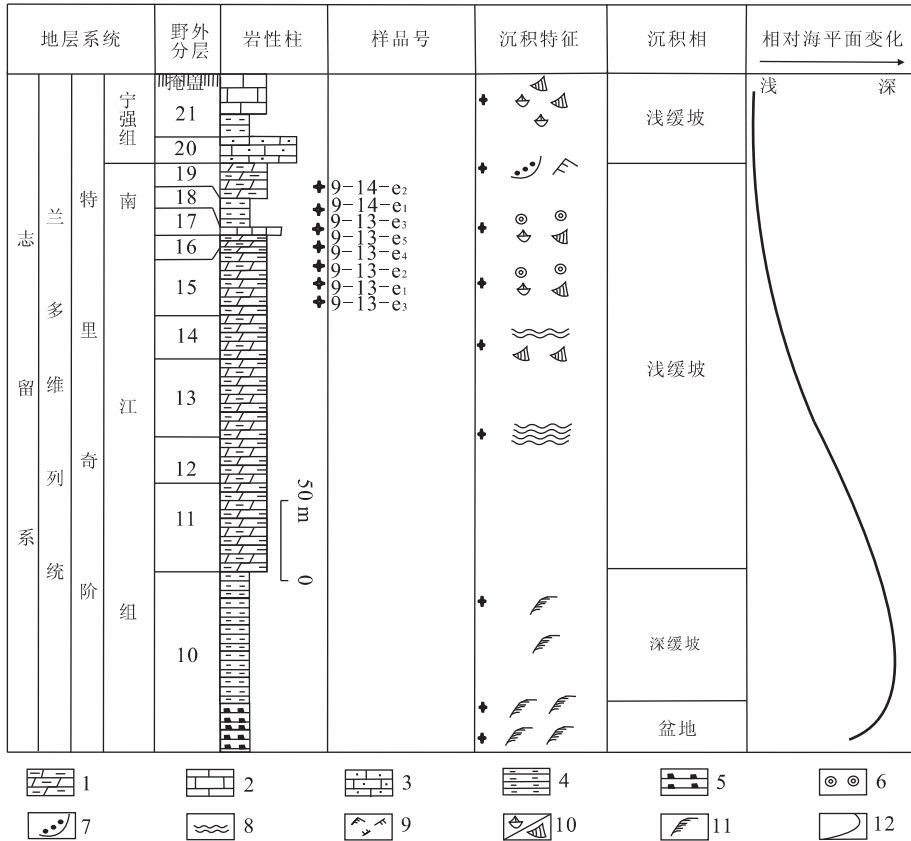 地层系统 野外分层 岩性柱 样品号 沉积特征 沉积相 相对海平面变化
浅 深
志留系
兰多维列统
特里奇阶
宁强组
南江组
掩盖
21
20
19
18
17
16
15
14
13
12
11
10
50 m
0
9-14-e₂
9-14-e₁
9-13-e₃
9-13-e₅
9-13-e₄
9-13-e₂
9-13-e₁
9-13-e₃
浅缓坡
浅缓坡
深缓坡
盆地
1 2 3 4 5 6
7 8 9 10 11 12